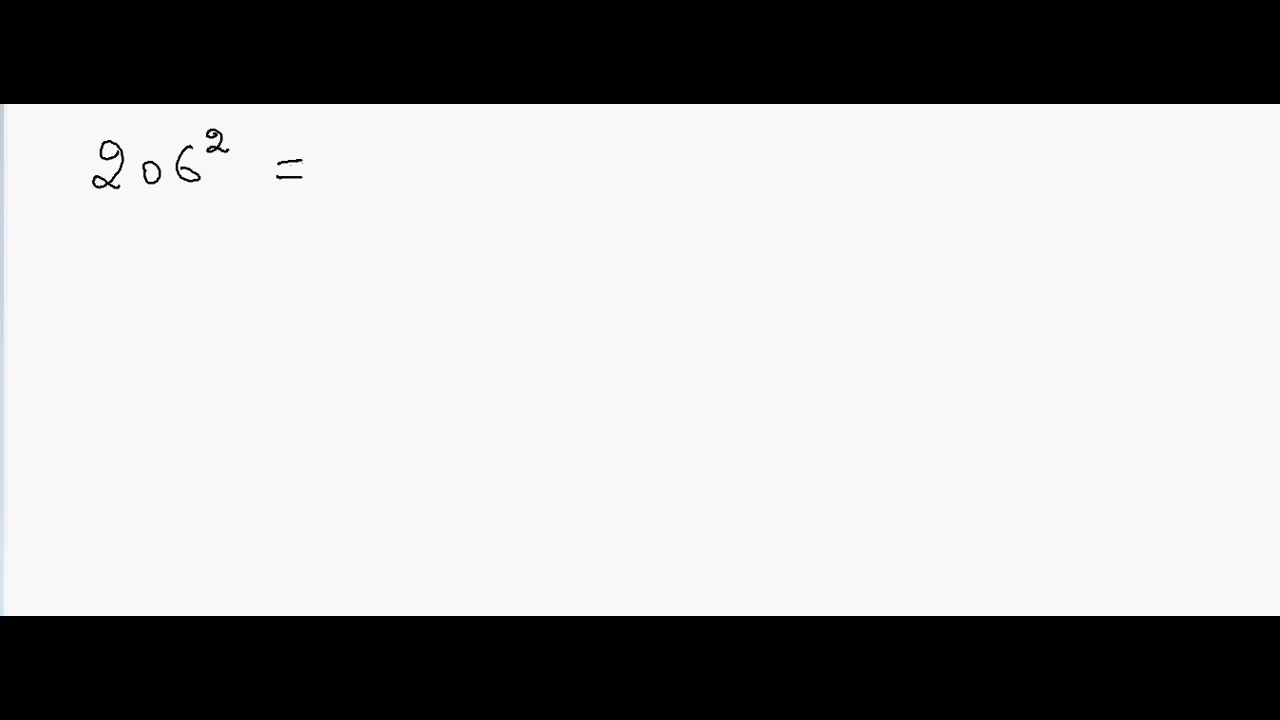 206² =